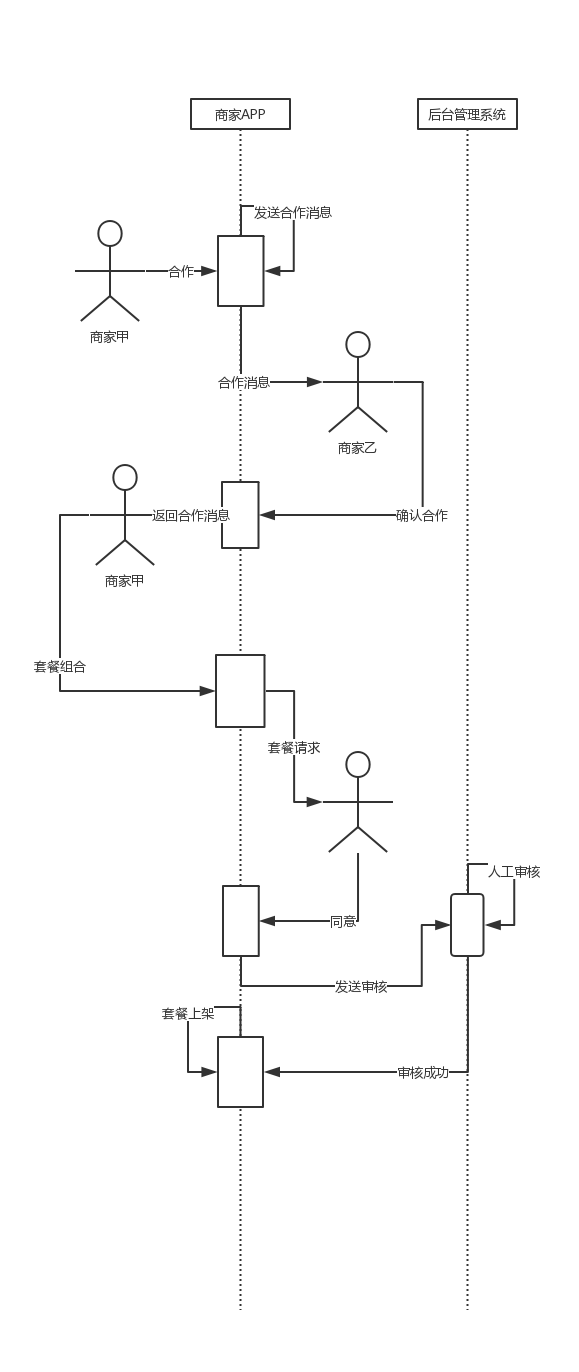 商家APP
后台管理系统
发送合作消息
合作
商家甲
合作消息
商家乙
返回合作消息
确认合作
商家甲
套餐组合
套餐请求
人工审核
同意
发送审核
套餐上架
审核成功